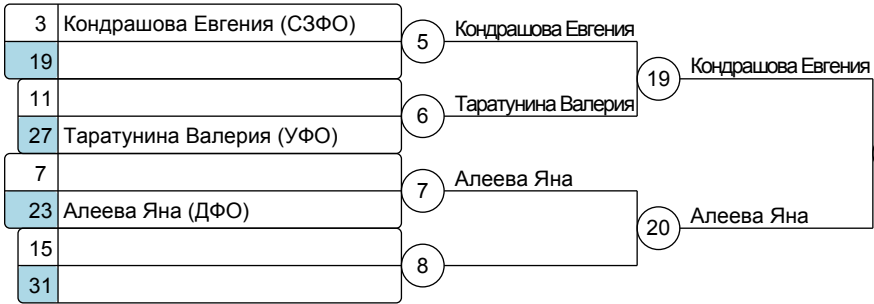 3 Кондрашова Евгения (СЗФО)
19
5 Кондрашова Евгения
11
27 Таратунина Валерия (УФО)
6 Таратунина Валерия
19 Кондрашова Евгения
7
23 Алеева Яна (ДФО)
7 Алеева Яна
15
31
8
20 Алеева Яна